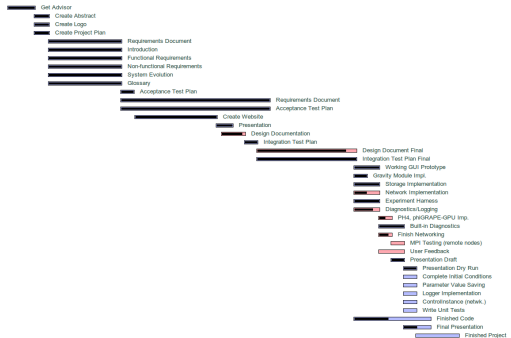 Get Advisor
Create Abstract
Create Logo
Create Project Plan
Requirements Document
Introduction
Functional Requirements
Non-functional Requirements
System Evolution
Glossary
Acceptance Test Plan
Requirements Document
Acceptance Test Plan
Create Website
Presentation
Design Documentation
Integration Test Plan
Design Document Final
Integration Test Plan Final
Working GUI Prototype
Gravity Module Impl.
Storage Implementation
Network Implementation
Experiment Harness
Diagnostics/Logging
PH4, phiGRAPE-GPU Imp.
Built-in Diagnostics
Finish Networking
MPI Testing (remote nodes)
User Feedback
Presentation Draft
Presentation Dry Run
Complete Initial Conditions
Parameter Value Saving
Logger Implementation
ControlInstance (netwk.)
Write Unit Tests
Finished Code
Final Presentation
Finished Project